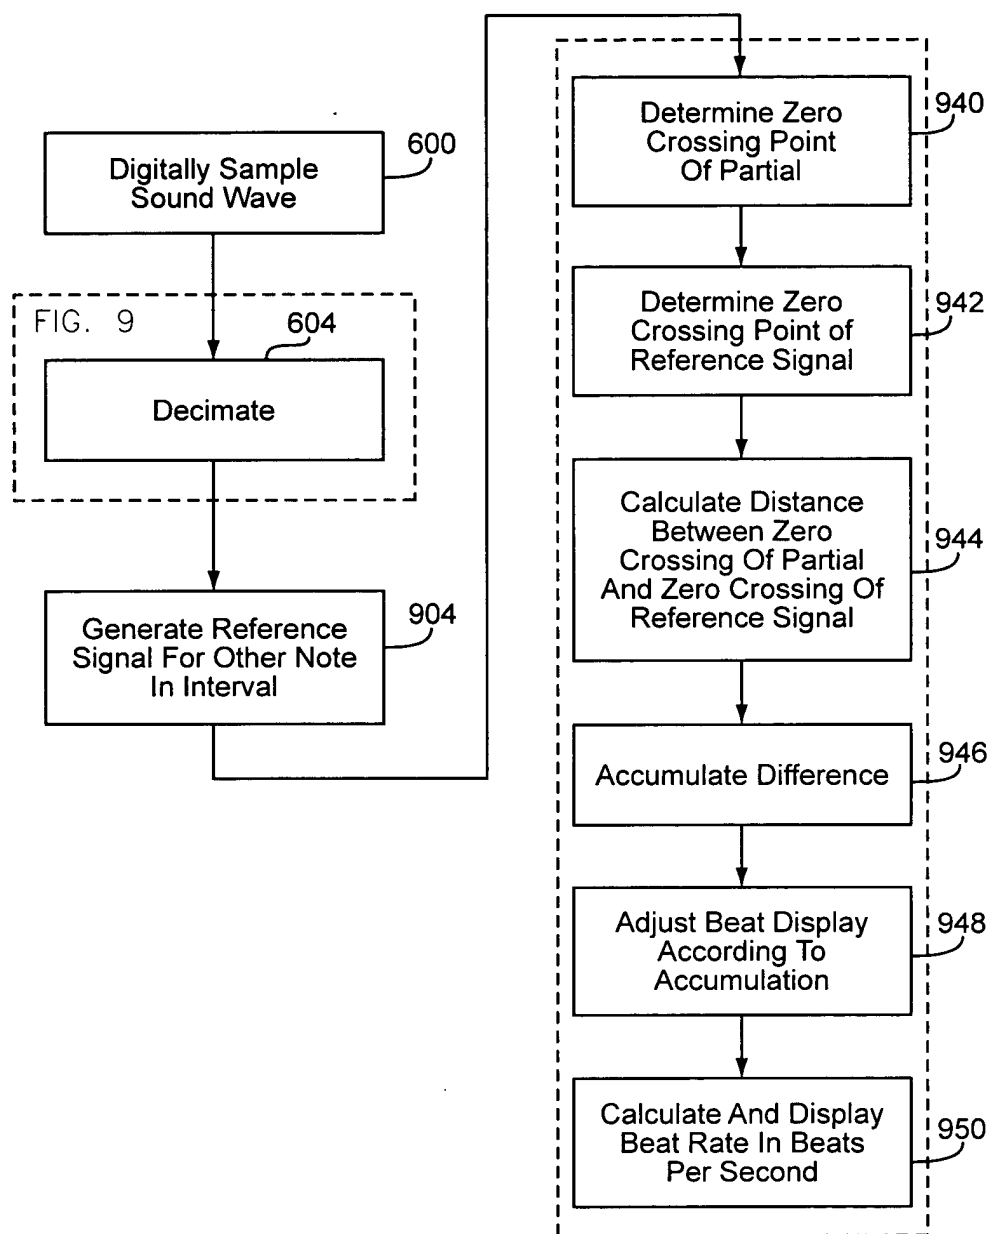 600
Digitally Sample
Sound Wave
FIG. 9
604
Decimate
904
Generate Reference
Signal For Other Note
In Interval
940
Determine Zero
Crossing Point
Of Partial
942
Determine Zero
Crossing Point of
Reference Signal
944
Calculate Distance
Between Zero
Crossing Of Partial
And Zero Crossing Of
Reference Signal
946
Accumulate Difference
948
Adjust Beat Display
According To
Accumulation
950
Calculate And Display
Beat Rate In Beats
Per Second